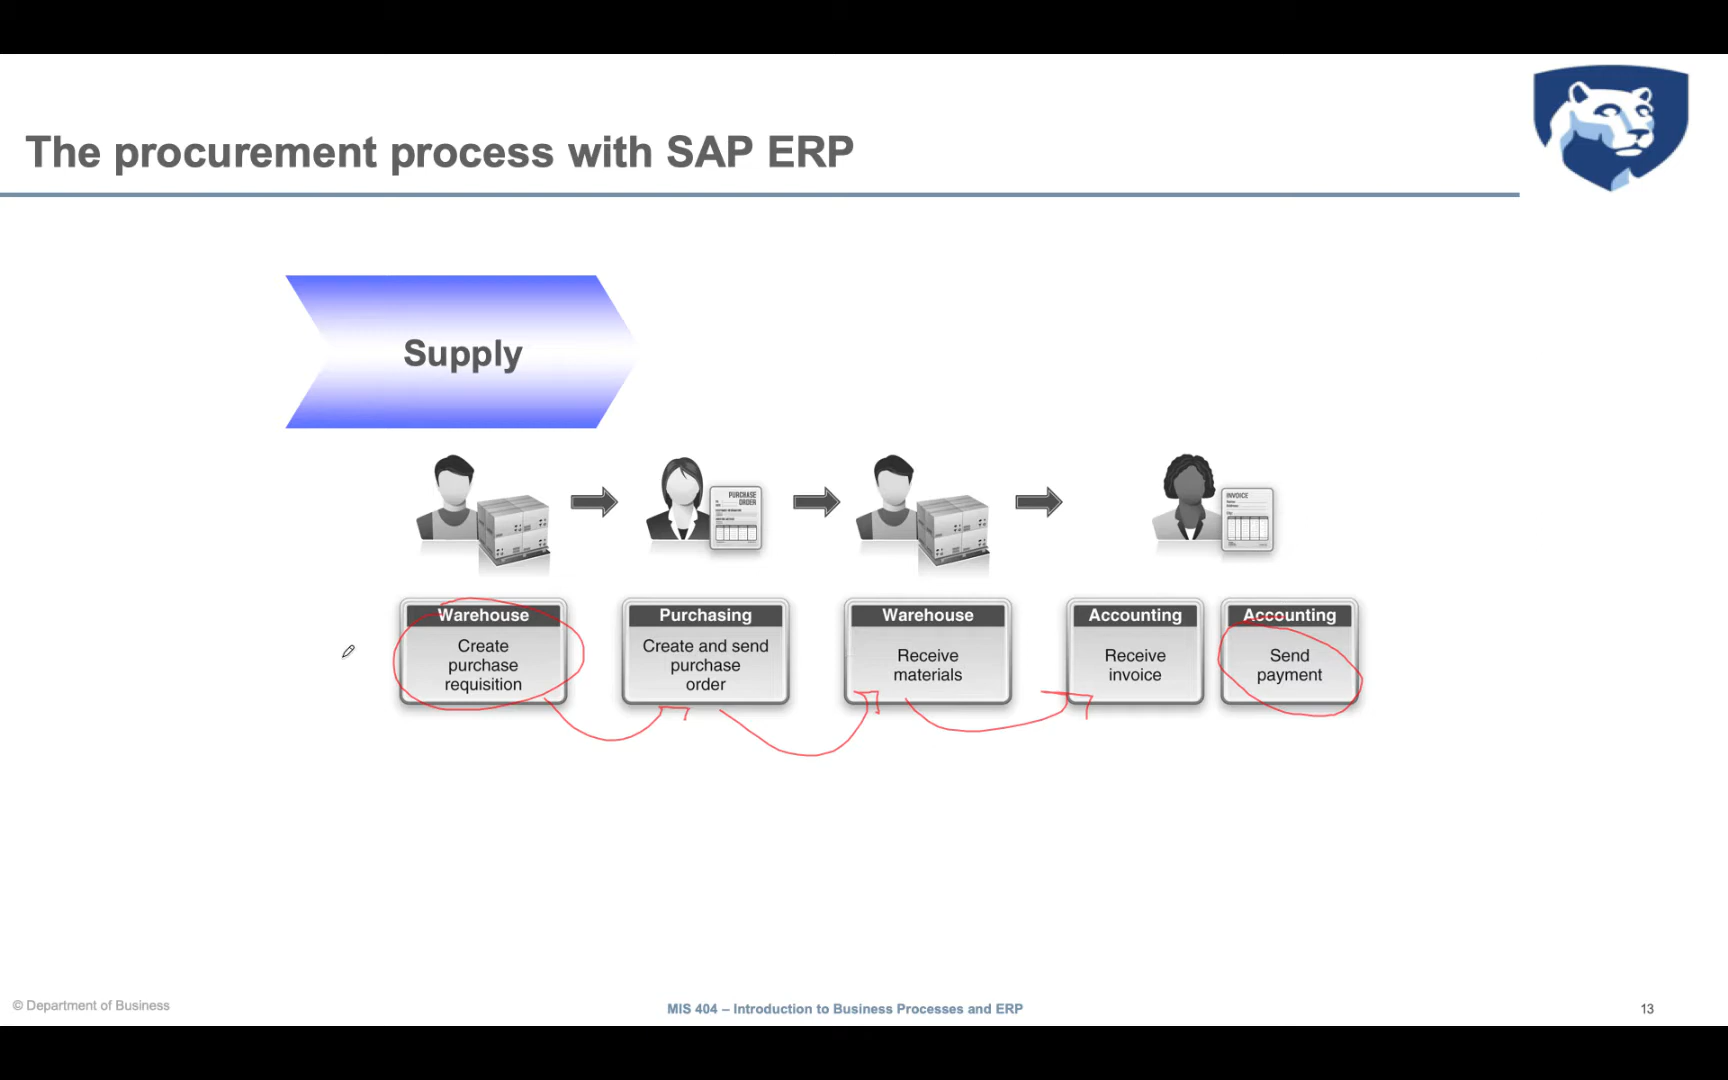 The procurement process with SAP ERP
Supply
PURCHASE
ORDER
INVOICE
Warehouse
Create
purchase
requisition
Purchasing
Create and send
purchase
order
Warehouse
Receive
materials
Accounting
Receive
invoice
Accounting
Send
payment
© Department of Business
MIS 404 – Introduction to Business Processes and ERP
13